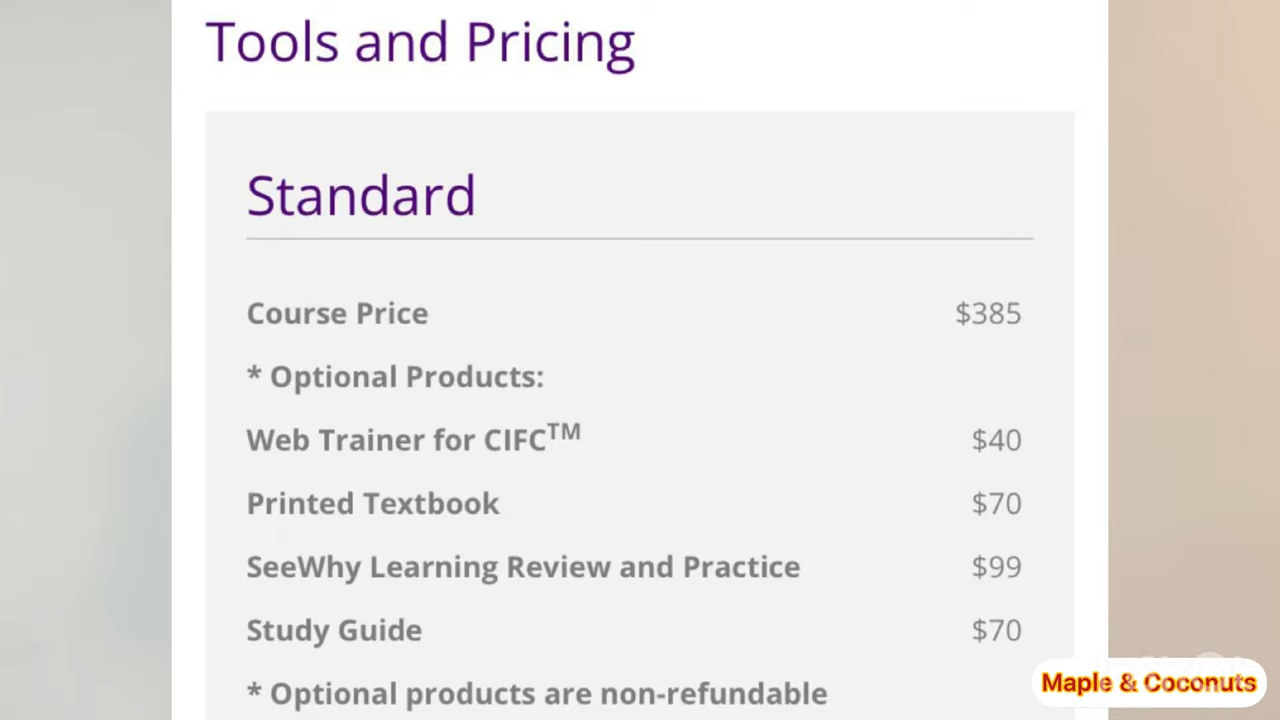 Tools and Pricing
Standard
Course Price $385
* Optional Products:
Web Trainer for CIFC™ $40
Printed Textbook $70
SeeWhy Learning Review and Practice $99
Study Guide $70
* Optional products are non-refundable
Maple & Coconuts